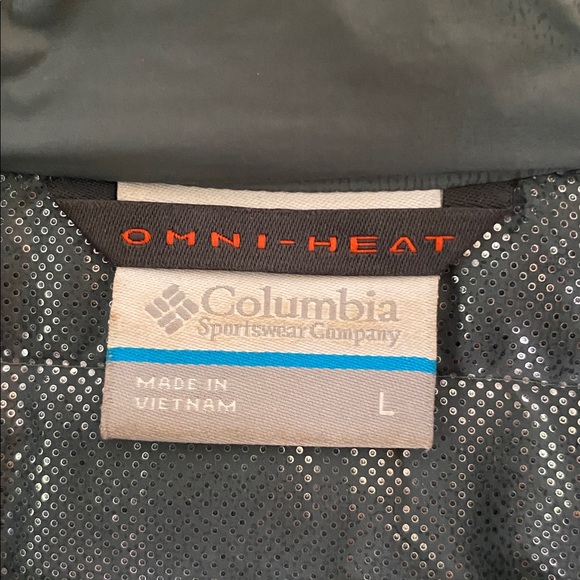 OMNI-HEAT
Columbia
Sportswear Company
MADE IN
VIETNAM
L